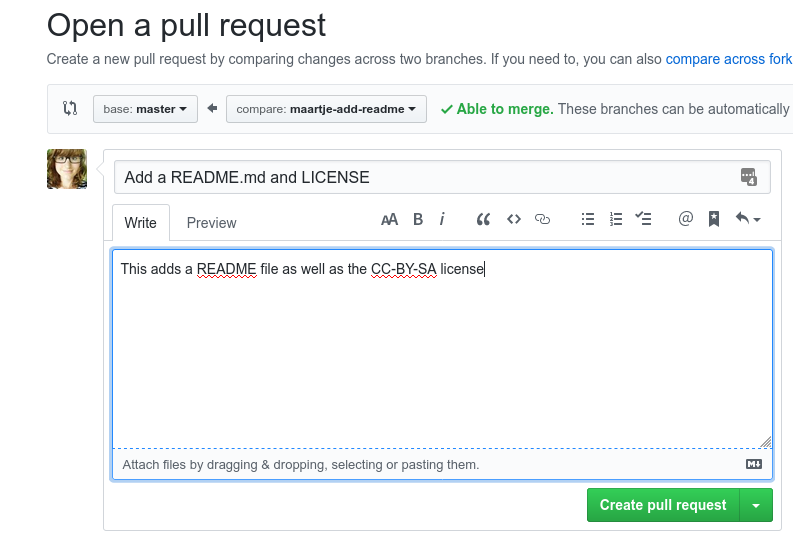 Open a pull request
Create a new pull request by comparing changes across two branches. If you need to, you can also compare across fork
base: master compare: maartje-add-readme Able to merge. These branches can be automatically
Add a README.md and LICENSE
4
Write Preview AA B i “ <> @
This adds a README file as well as the CC-BY-SA license
Attach files by dragging & dropping, selecting or pasting them. M
Create pull request